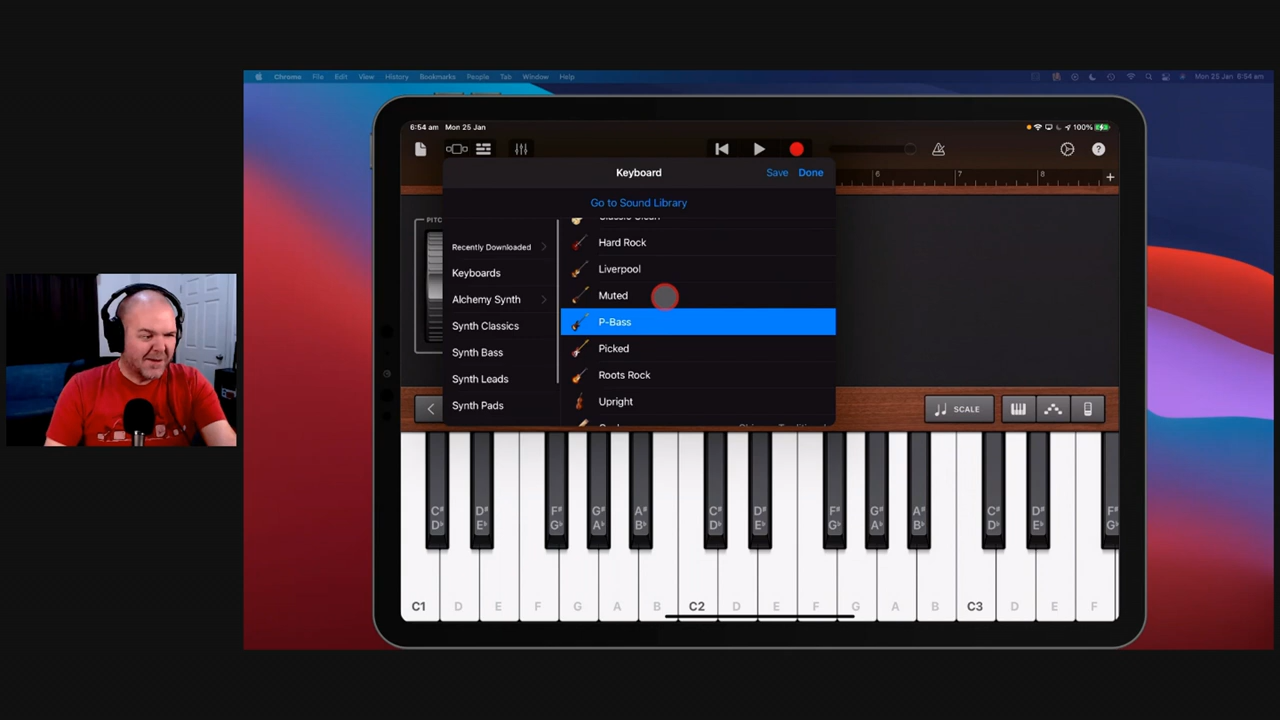 Chrome File Edit View History Bookmarks People Tab Window Help
Mon 25 Jan 6:54 am
6:54 am Mon 25 Jan
100%
Keyboard
Save Done
6 7 8
Go to Sound Library
PITC
Classic Clean
Recently Downloaded
Hard Rock
Keyboards
Liverpool
Alchemy Synth
Muted
Synth Classics
P-Bass
Synth Bass
Picked
Synth Leads
Roots Rock
Synth Pads
Upright
SCALE
C# D# F# G# A# C# D# F# G# A# C# D# F#
D♭ E♭ G♭ A♭ B♭ D♭ E♭ G♭ A♭ B♭ D♭ E♭ G♭
C1 D E F G A B C2 D E F G A B C3 D E F